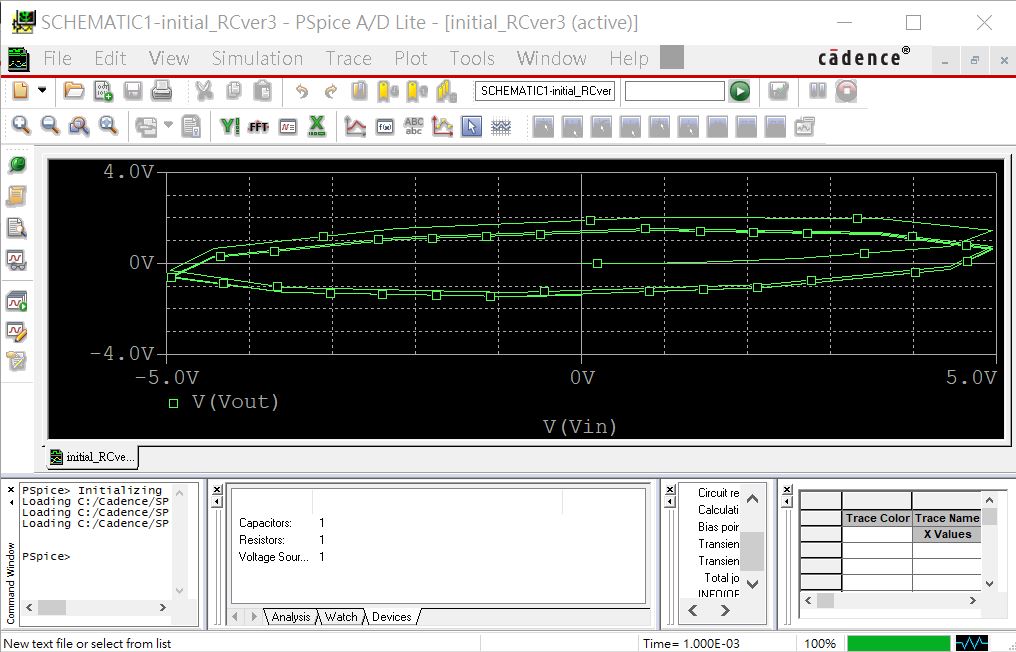 SCHEMATIC1-initial_RCver3 - PSpice A/D Lite - [initial_RCver3 (active)]
File Edit View Simulation Trace Plot Tools Window Help
cādence®
SCHEMATIC1-initial_RCver
FFT
ABC
abc
4.0V
0V
-4.0V
-5.0V 0V 5.0V
V(Vout)
V(Vin)
initial_RCve...
PSpice> Initializing
Loading C:/Cadence/SP
Loading C:/Cadence/SP
Loading C:/Cadence/SP
PSpice>
Command Window
Capacitors: 1
Resistors: 1
Voltage Sour... 1
Analysis Watch Devices
Circuit re
Calculati
Bias poir
Transien
Transien
Total jo
Trace Color Trace Name
X Values
New text file or select from list
Time= 1.000E-03 100%